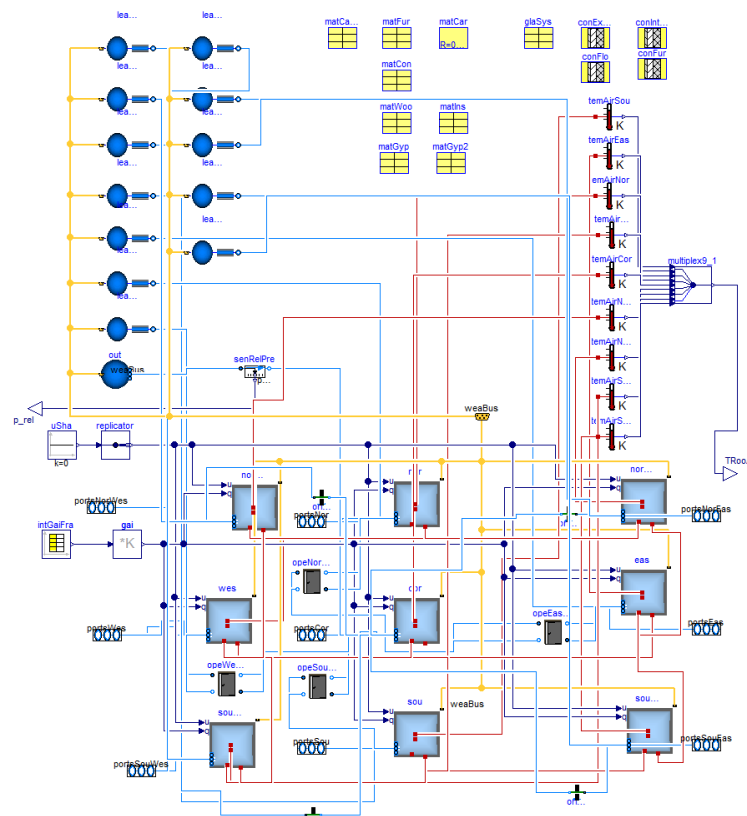 lea...
lea...
matCa...
matFur
matCar
R=0...
glaSys
conEx...
conInt...
lea...
lea...
matCon
conFlo
conFur
lea...
lea...
matWoo
matIns
temAirSou
K
lea...
lea...
matGyp
matGyp2
temAirEas
K
lea...
lea...
emAirNor
K
lea...
temAir...
K
lea...
temAirCor
K
multiplex9_1
out
weaBus
senRelPre
p...
temAirN...
K
temAirN...
K
p_rel
weaBus
temAirS...
K
uSha
k=0
replicator
temAirS...
K
TRoo
no...
u
q
u
q
nor...
u
q
portsNorWes
portsNor
portsNorEas
intGaiFra
gai
*K
opeNor...
eas
u
q
wes
u
q
cor
u
q
opeEas...
portsWes
portsCor
portsEas
opeWe...
opeSou...
sou...
u
q
sou
u
q
weaBus
sou...
u
q
portsSouWes
portsSou
portsSouEas